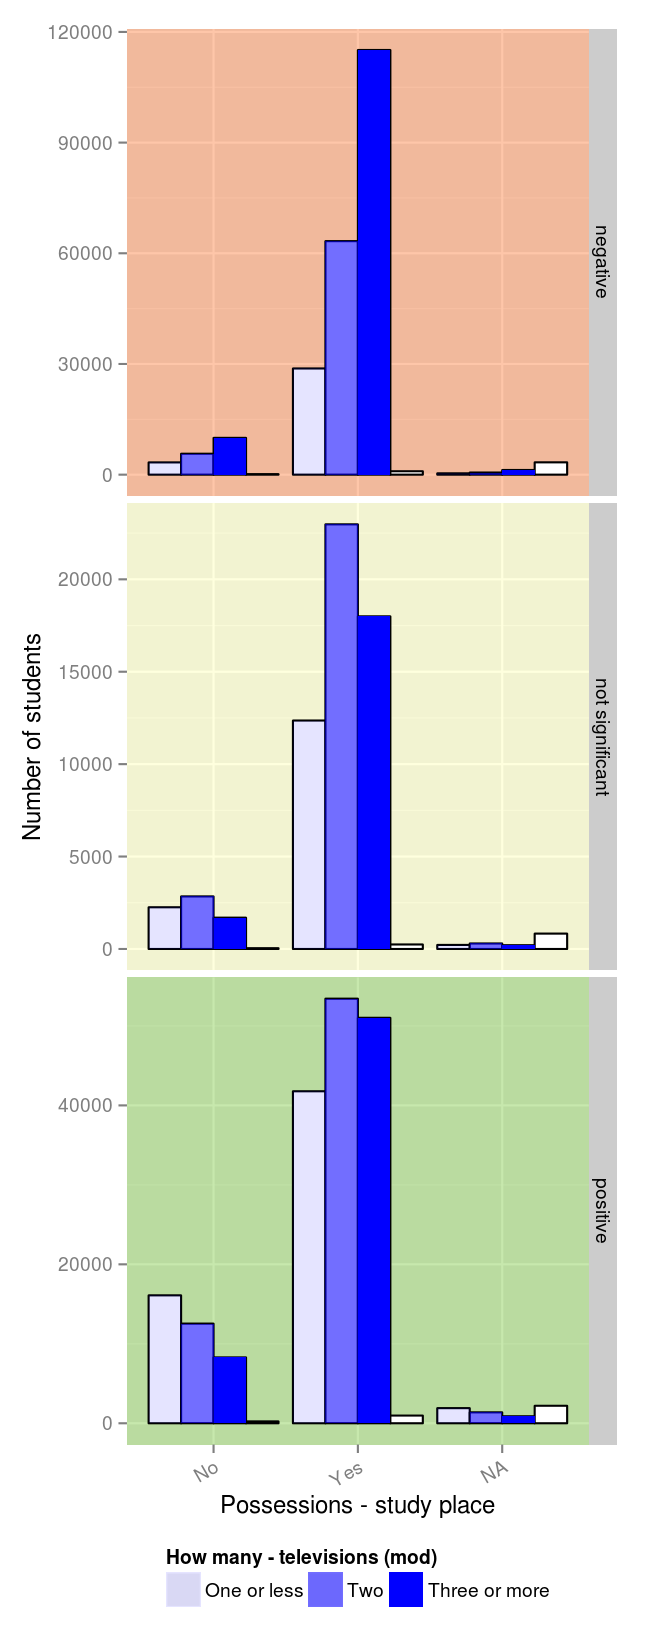 120000
90000
60000
30000
0
negative
20000
15000
10000
5000
0
not significant
40000
20000
0
positive
Number of students
No
Yes
NA
Possessions - study place
How many - televisions (mod)
One or less
Two
Three or more